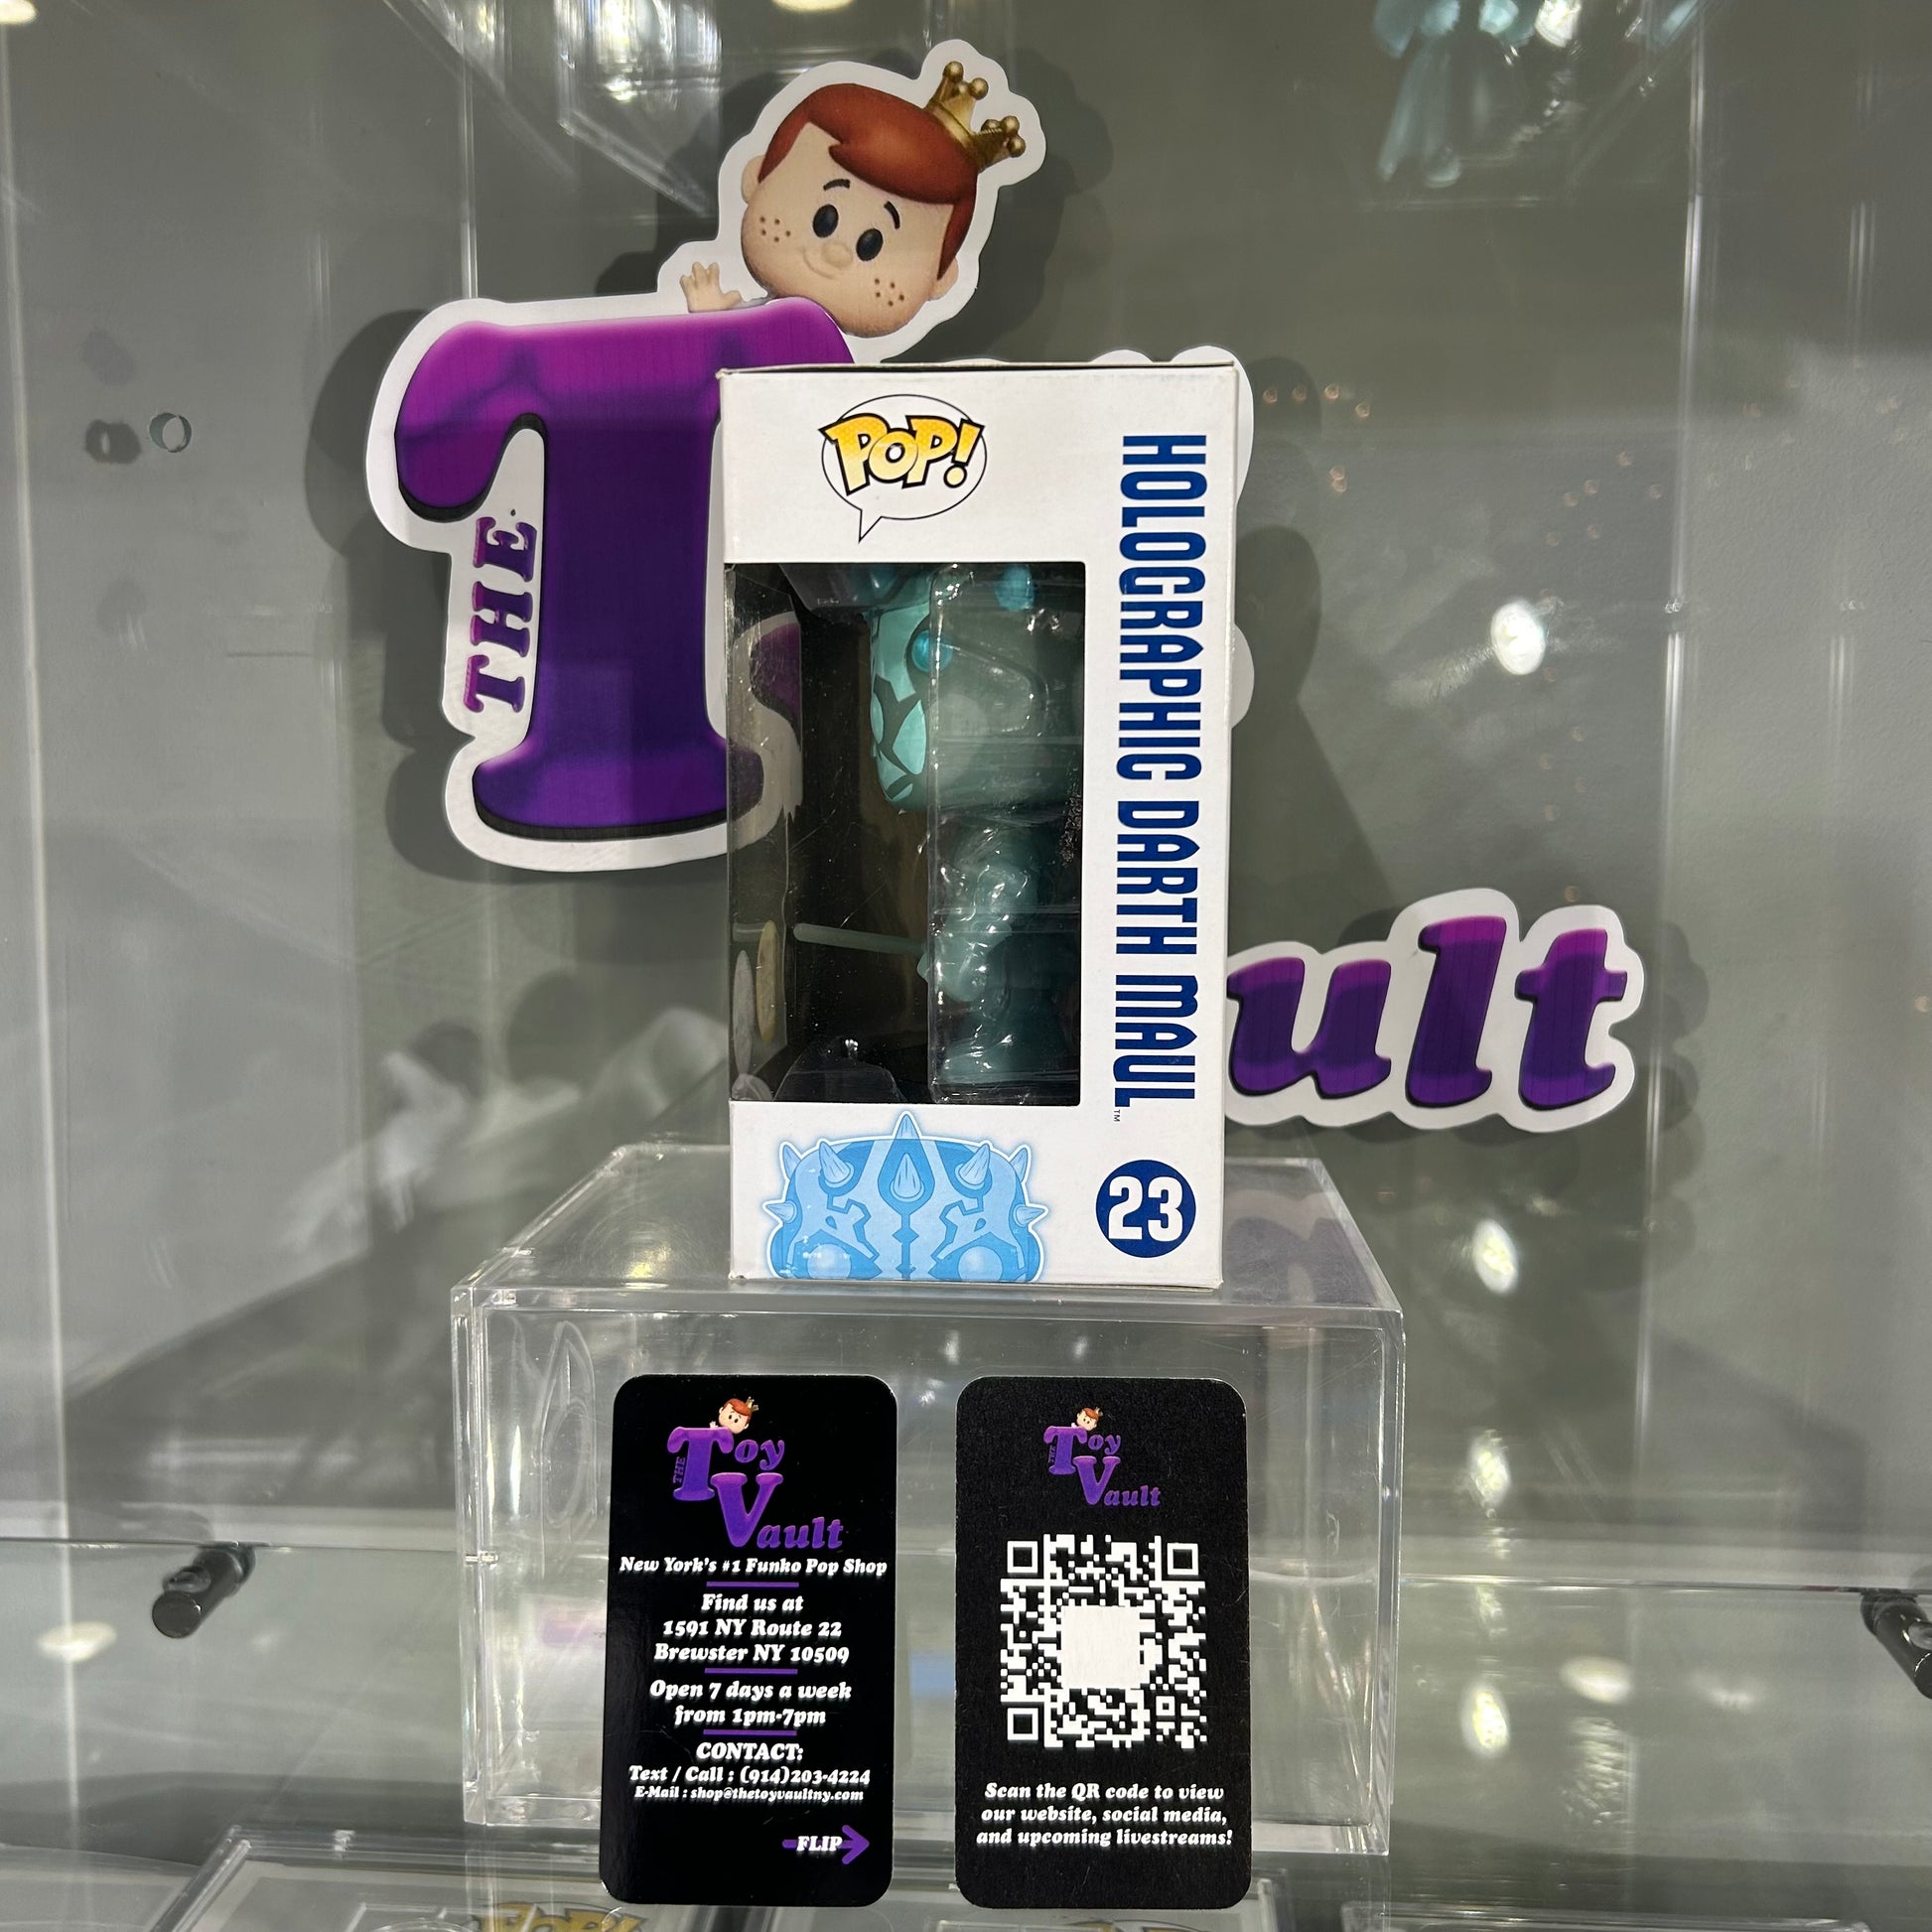 THE T
ult
POP!
HOLOGRAPHIC DARTH MAUL™
23
THE Toy
Vault
New York's #1 Funko Pop Shop
Find us at
1591 NY Route 22
Brewster NY 10509
Open 7 days a week
from 1pm-7pm
CONTACT:
Text / Call : (914)203-4224
E-Mail : shop@thetoyvaultny.com
FLIP
THE Toy
Vault
Scan the QR code to view
our website, social media,
and upcoming livestreams!
POP!